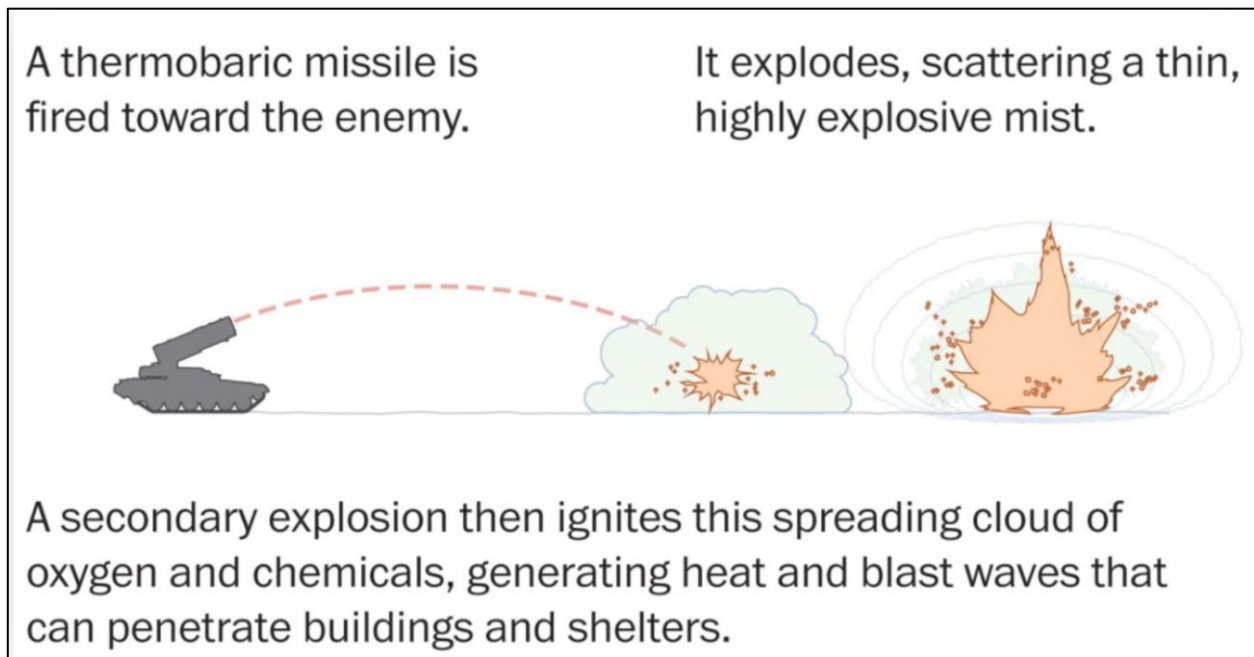 A thermobaric missile is
fired toward the enemy.
It explodes, scattering a thin,
highly explosive mist.
A secondary explosion then ignites this spreading cloud of
oxygen and chemicals, generating heat and blast waves that
can penetrate buildings and shelters.